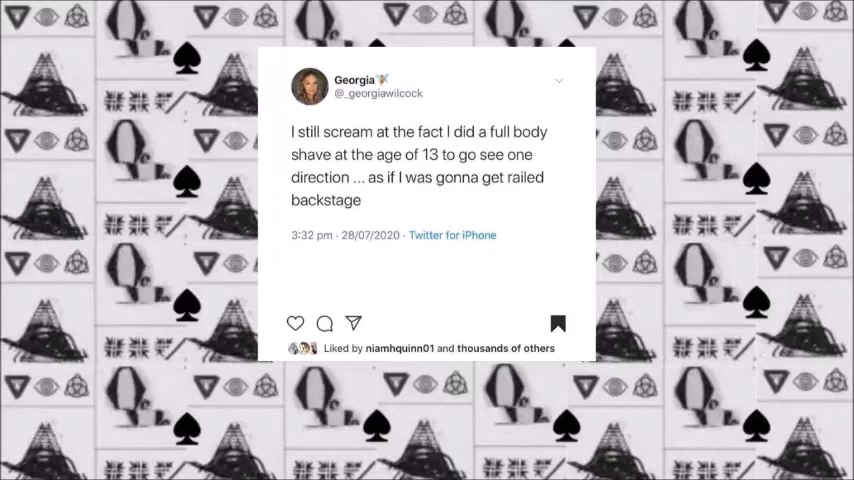 Georgia
@_georgiawilcock
I still scream at the fact I did a full body
shave at the age of 13 to go see one
direction ... as if I was gonna get railed
backstage
3:32 pm · 28/07/2020 · Twitter for iPhone
Liked by niamhquinn01 and thousands of others